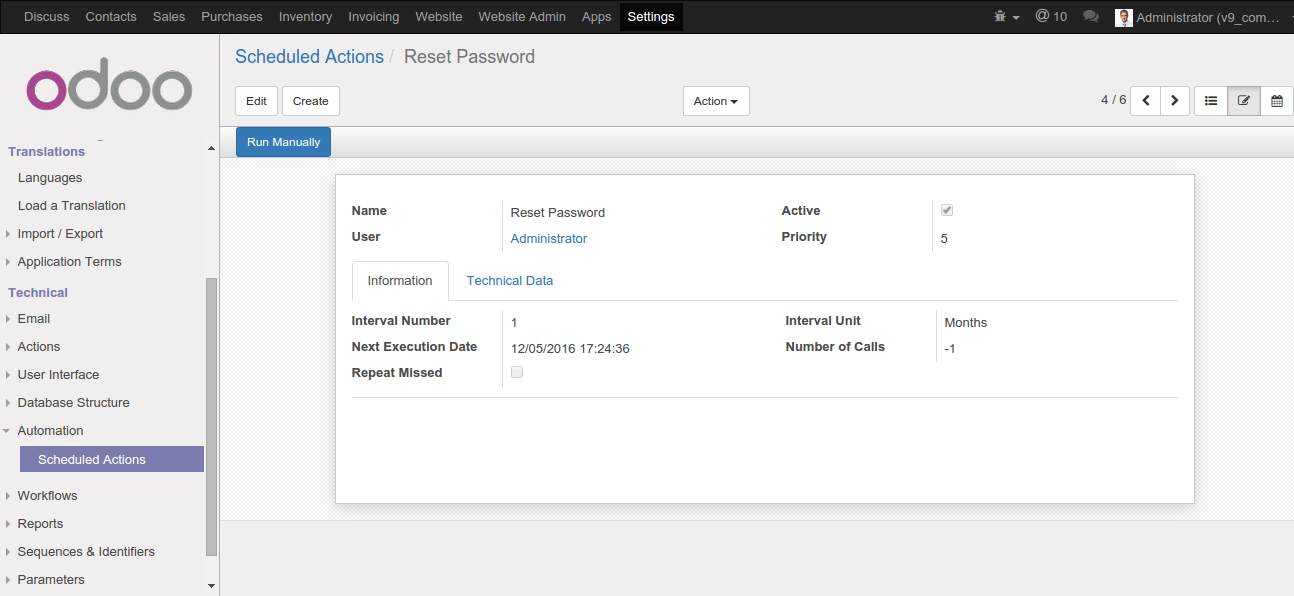 Discuss Contacts Sales Purchases Inventory Invoicing Website Website Admin Apps Settings @ 10 Administrator (v9_com...
odoo
Scheduled Actions / Reset Password
Edit Create Action 4 / 6
Run Manually
Translations
Languages
Load a Translation
Import / Export
Application Terms
Technical
Email
Actions
User Interface
Database Structure
Automation
Scheduled Actions
Workflows
Reports
Sequences & Identifiers
Parameters
Name Reset Password Active
User Administrator Priority 5
Information Technical Data
Interval Number 1 Interval Unit Months
Next Execution Date 12/05/2016 17:24:36 Number of Calls -1
Repeat Missed